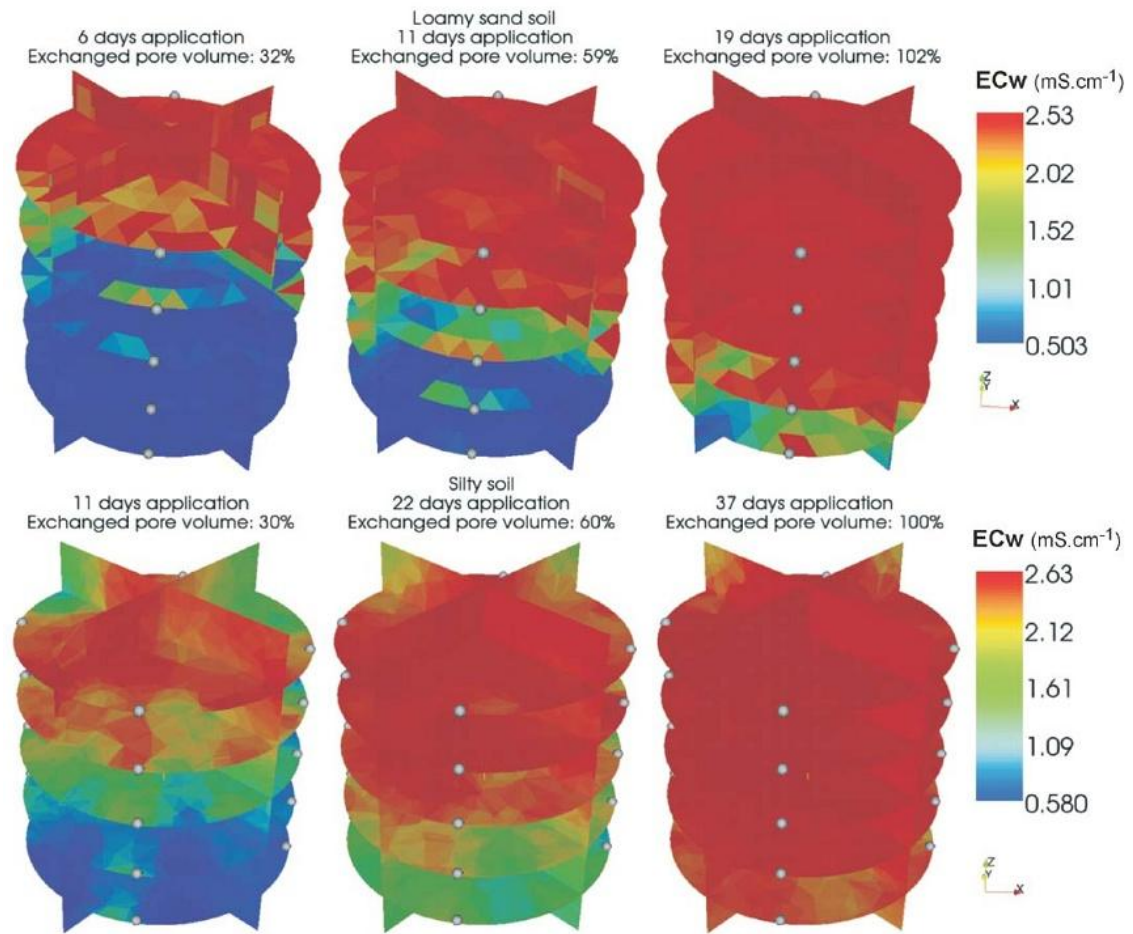 Loamy sand soil
6 days application
Exchanged pore volume: 32%
11 days application
Exchanged pore volume: 59%
19 days application
Exchanged pore volume: 102%
ECw (mS.cm⁻¹)
2.53
2.02
1.52
1.01
0.503
Z
Y
X
Silty soil
11 days application
Exchanged pore volume: 30%
22 days application
Exchanged pore volume: 60%
37 days application
Exchanged pore volume: 100%
ECw (mS.cm⁻¹)
2.63
2.12
1.61
1.09
0.580
Z
Y
X